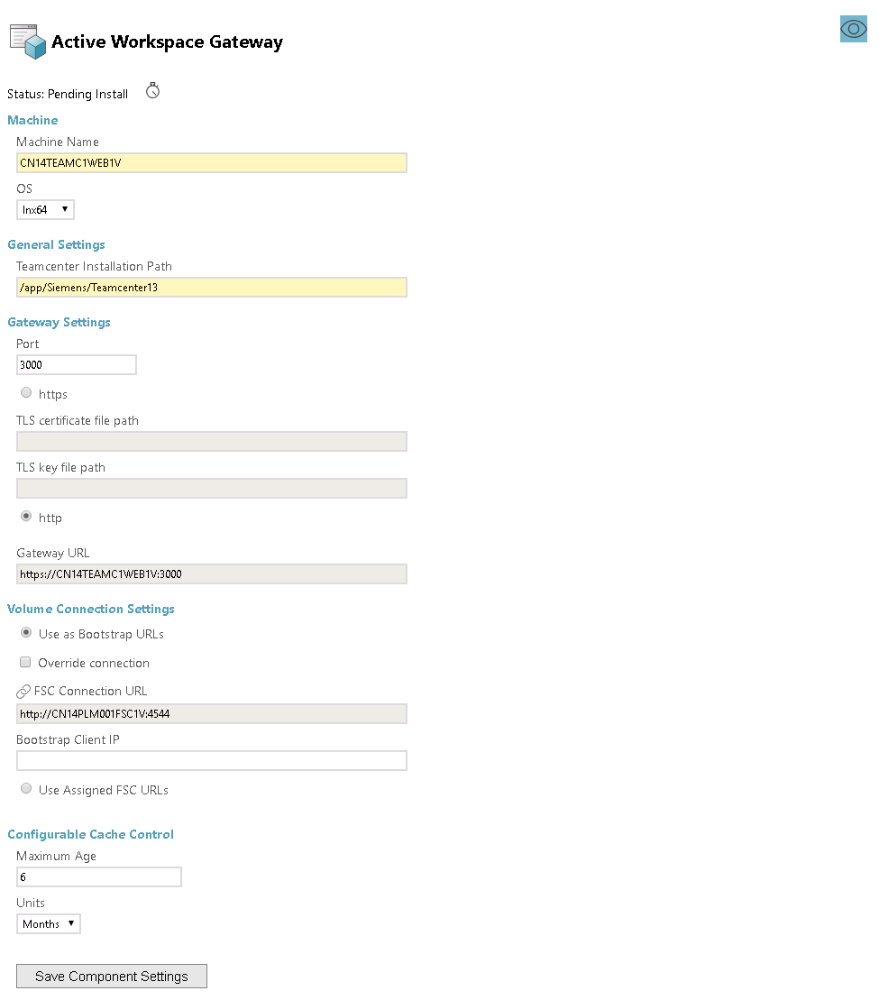 Active Workspace Gateway
Status: Pending Install
Machine
Machine Name
CN14TEAMC1WEB1V
OS
lnx64
General Settings
Teamcenter Installation Path
/app/Siemens/Teamcenter13
Gateway Settings
Port
3000
https
TLS certificate file path
TLS key file path
http
Gateway URL
https://CN14TEAMC1WEB1V:3000
Volume Connection Settings
Use as Bootstrap URLs
Override connection
FSC Connection URL
http://CN14PLM001FSC1V:4544
Bootstrap Client IP
Use Assigned FSC URLs
Configurable Cache Control
Maximum Age
6
Units
Months
Save Component Settings